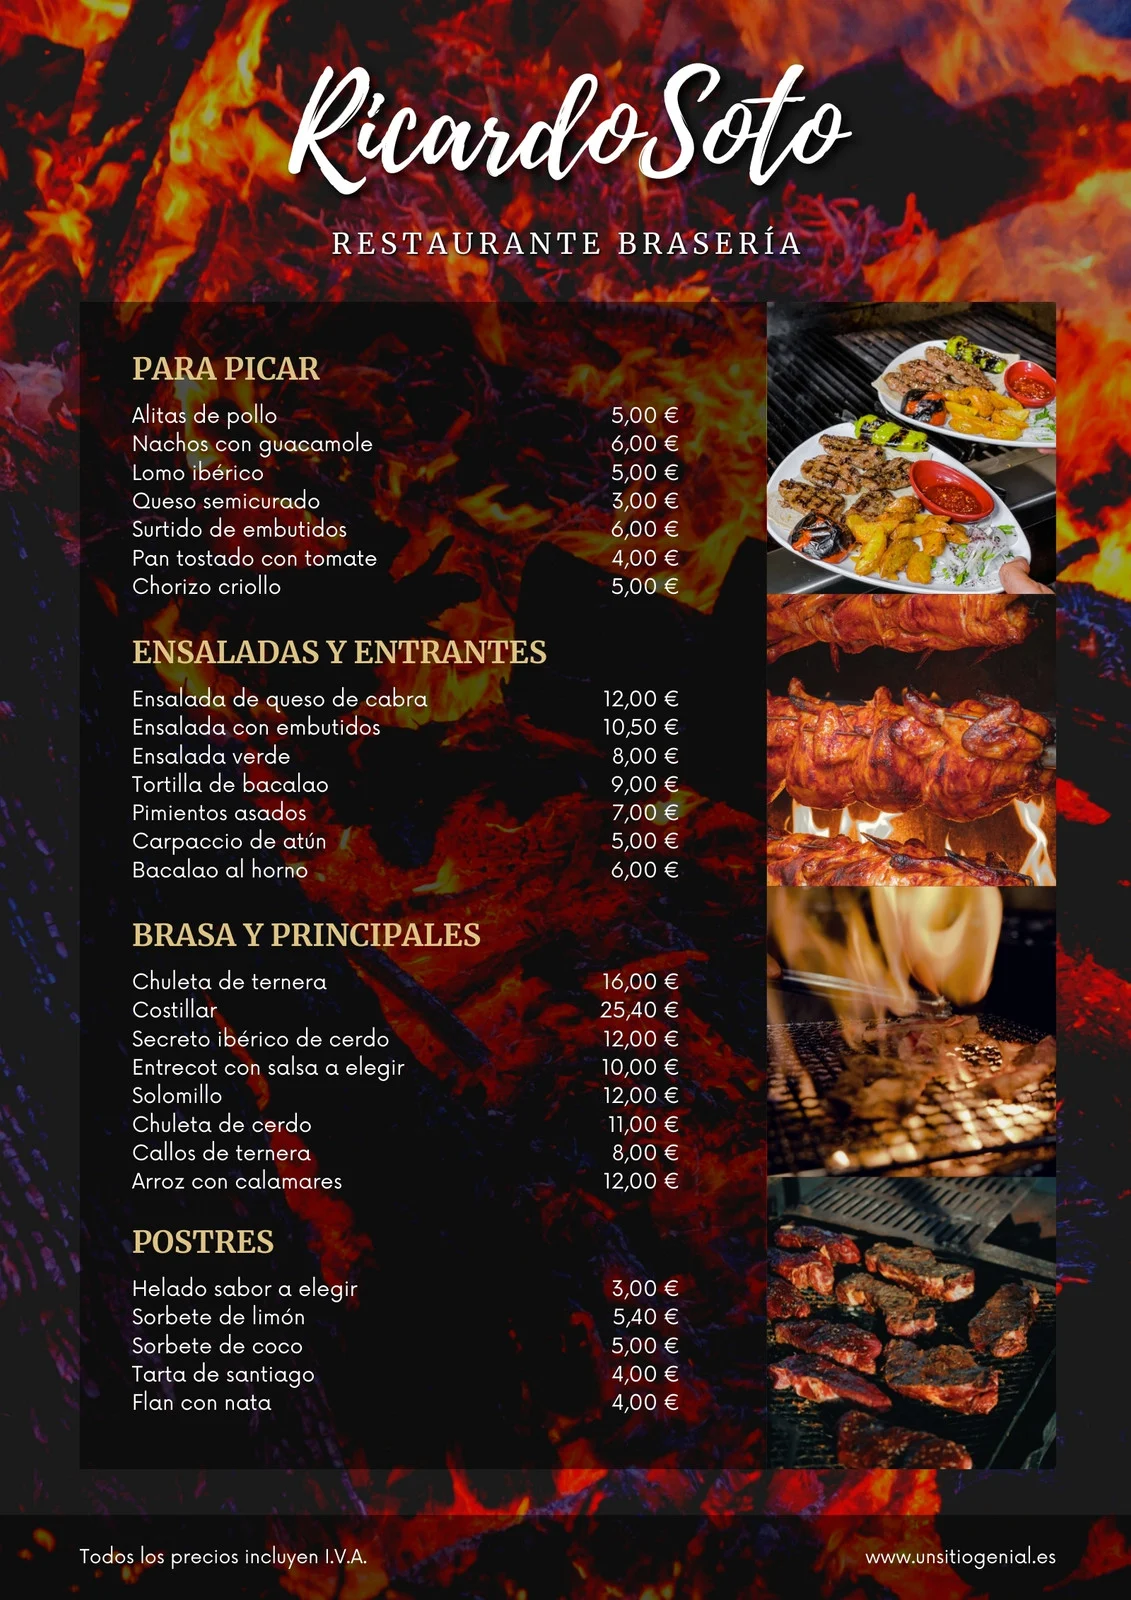 RicardoSoto
RESTAURANTE BRASERÍA
PARA PICAR
Alitas de pollo 5,00 €
Nachos con guacamole 6,00 €
Lomo ibérico 5,00 €
Queso semicurado 3,00 €
Surtido de embutidos 6,00 €
Pan tostado con tomate 4,00 €
Chorizo criollo 5,00 €
ENSALADAS Y ENTRANTES
Ensalada de queso de cabra 12,00 €
Ensalada con embutidos 10,50 €
Ensalada verde 8,00 €
Tortilla de bacalao 9,00 €
Pimientos asados 7,00 €
Carpaccio de atún 5,00 €
Bacalao al horno 6,00 €
BRASA Y PRINCIPALES
Chuleta de ternera 16,00 €
Costillar 25,40 €
Secreto ibérico de cerdo 12,00 €
Entrecot con salsa a elegir 10,00 €
Solomillo 12,00 €
Chuleta de cerdo 11,00 €
Callos de ternera 8,00 €
Arroz con calamares 12,00 €
POSTRES
Helado sabor a elegir 3,00 €
Sorbete de limón 5,40 €
Sorbete de coco 5,00 €
Tarta de santiago 4,00 €
Flan con nata 4,00 €
Todos los precios incluyen I.V.A. www.unsitiogenial.es